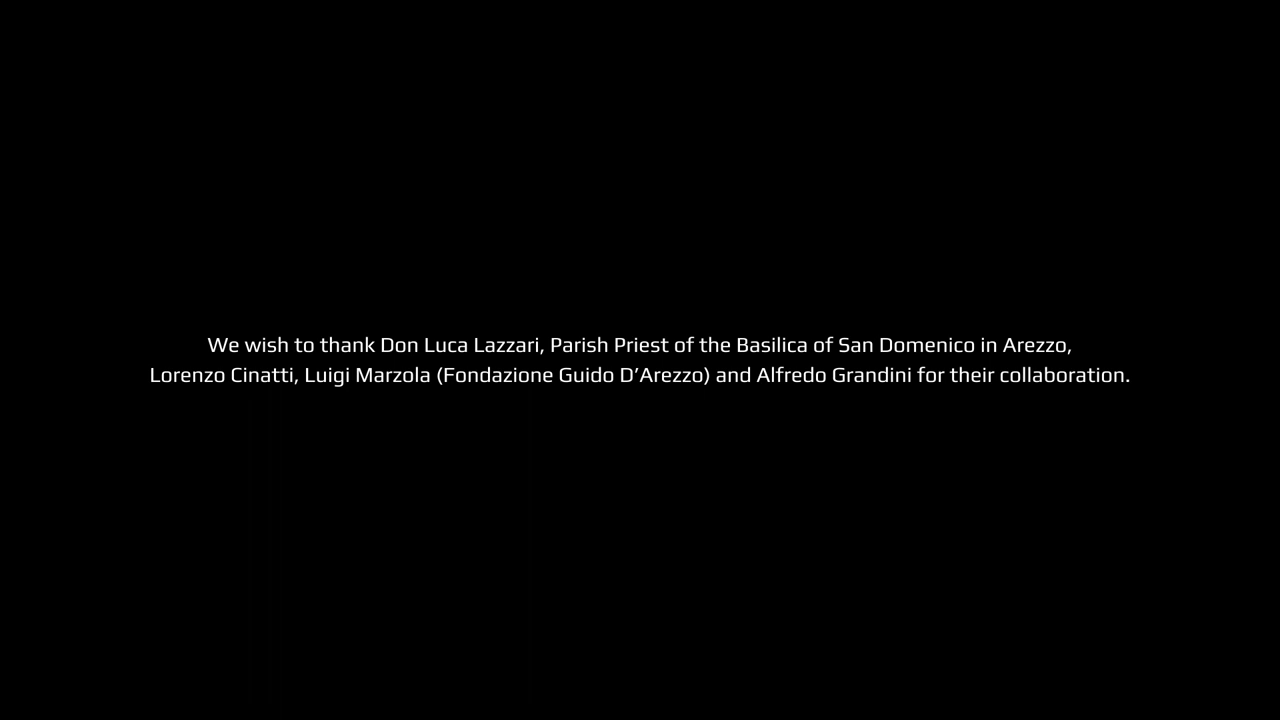 We wish to thank Don Luca Lazzari, Parish Priest of the Basilica of San Domenico in Arezzo,
Lorenzo Cinatti, Luigi Marzola (Fondazione Guido D’Arezzo) and Alfredo Grandini for their collaboration.